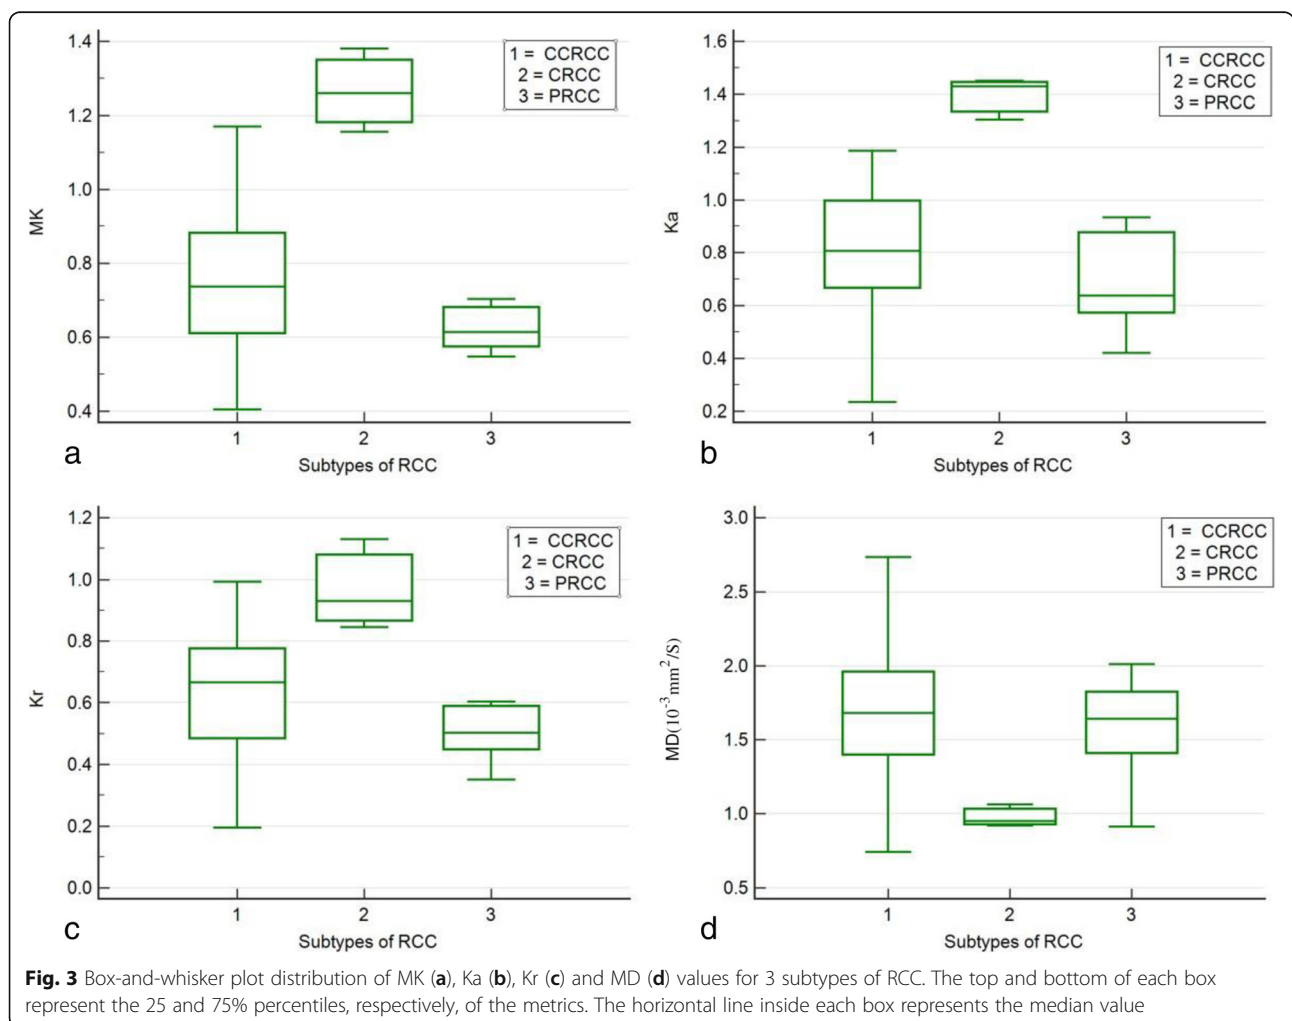 1.4
1.2
1.0
0.8
0.6
0.4
MK
1 = CCRCC
2 = CRCC
3 = PRCC
1 2 3
Subtypes of RCC
a
1.6
1.4
1.2
1.0
0.8
0.6
0.4
0.2
Ka
1 = CCRCC
2 = CRCC
3 = PRCC
1 2 3
Subtypes of RCC
b
1.2
1.0
0.8
0.6
0.4
0.2
0.0
Kr
1 = CCRCC
2 = CRCC
3 = PRCC
1 2 3
Subtypes of RCC
c
3.0
2.5
2.0
1.5
1.0
0.5
MD(10⁻³mm²/S)
1 = CCRCC
2 = CRCC
3 = PRCC
1 2 3
Subtypes of RCC
d
Fig. 3 Box-and-whisker plot distribution of MK (a), Ka (b), Kr (c) and MD (d) values for 3 subtypes of RCC. The top and bottom of each box
represent the 25 and 75% percentiles, respectively, of the metrics. The horizontal line inside each box represents the median value